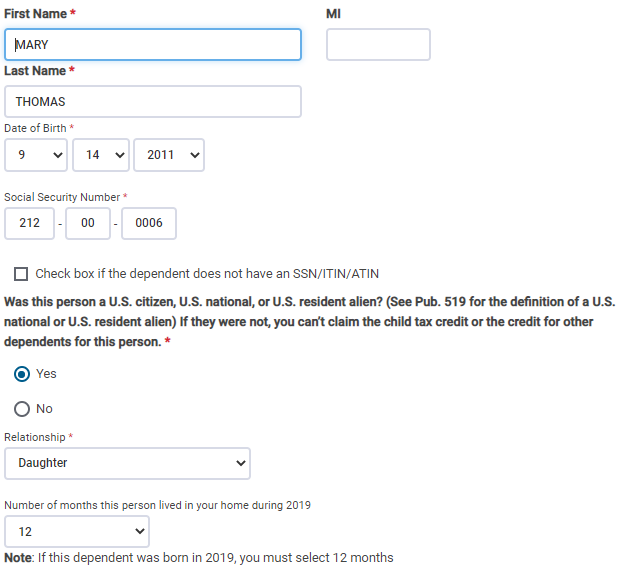 First Name * MI
MARY
Last Name *
THOMAS
Date of Birth *
9 14 2011
Social Security Number *
212 - 00 - 0006
Check box if the dependent does not have an SSN/ITIN/ATIN
Was this person a U.S. citizen, U.S. national, or U.S. resident alien? (See Pub. 519 for the definition of a U.S.
national or U.S. resident alien) If they were not, you can't claim the child tax credit or the credit for other
dependents for this person. *
Yes
No
Relationship *
Daughter
Number of months this person lived in your home during 2019
12
Note: If this dependent was born in 2019, you must select 12 months